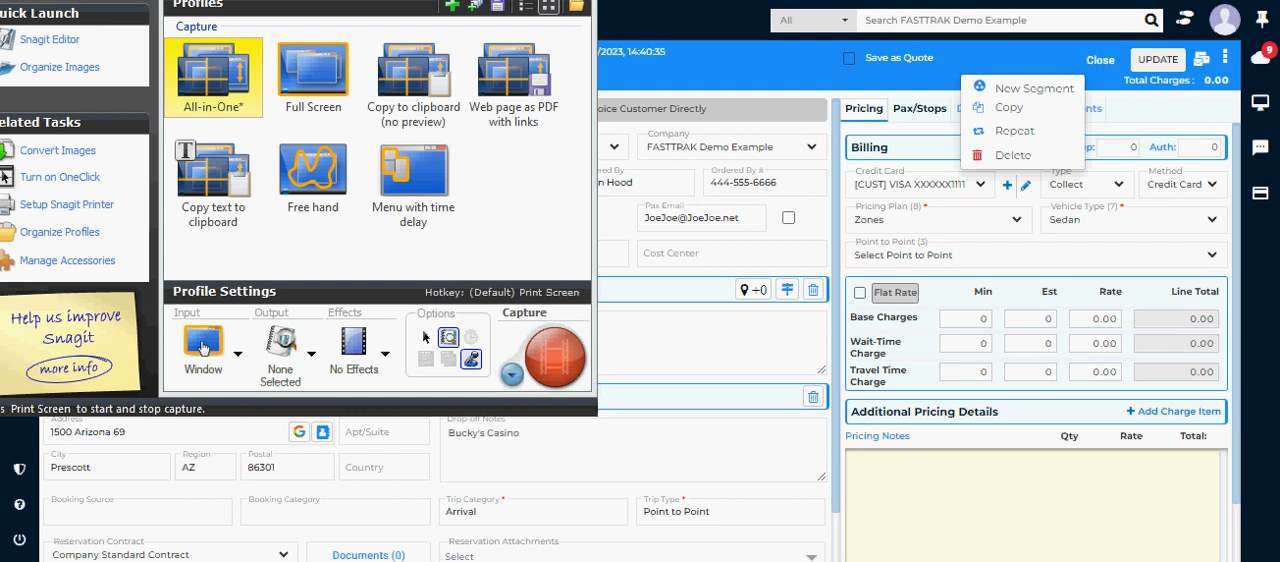 Quick Launch
Snagit Editor
Organize Images
Related Tasks
Convert Images
Turn on OneClick
Setup Snagit Printer
Organize Profiles
Manage Accessories
Help us improve
Snagit
more info
Profiles
Capture
All-in-One*
Full Screen
Copy to clipboard
(no preview)
Web page as PDF
with links
T
Copy text to
clipboard
Free hand
Menu with time
delay
Profile Settings
Hotkey: (Default) Print Screen
Input
Output
Effects
Options
Capture
Window
None
Selected
No Effects
s Print Screen to start and stop capture.
All
Search FASTTRAK Demo Example
9
/2023, 14:40:35
Save as Quote
Close
UPDATE
Total Charges : 0.00
New Segment
Copy
Repeat
Delete
oice Customer Directly
Company
FASTTRAK Demo Example
ed By
n Hood
Ordered By #
444-555-6666
Pax Email
JoeJoe@JoeJoe.net
Cost Center
+0
Pricing
Pax/Stops
D
ents
Billing
ep:
0
Auth:
0
Credit Card
[CUST] VISA XXXXXX1111
Type
Collect
Method
Credit Card
Pricing Plan (8) *
Zones
Vehicle Type (7) *
Sedan
Point to Point (3)
Select Point to Point
Flat Rate
Min
Est
Rate
Line Total
Base Charges
0
0
0.00
0.00
Wait-Time
Charge
0
0
0.00
0.00
Travel Time
Charge
0
0
0.00
0.00
Additional Pricing Details
+ Add Charge Item
Pricing Notes
Qty
Rate
Total:
Address
1500 Arizona 69
G
Apt/Suite
Drop-off Notes
Bucky's Casino
City
Prescott
Region
AZ
Postal
86301
Country
Booking Source
Booking Category
Trip Category *
Arrival
Trip Type *
Point to Point
Reservation Contract
Company Standard Contract
Documents (0)
Reservation Attachments
Select